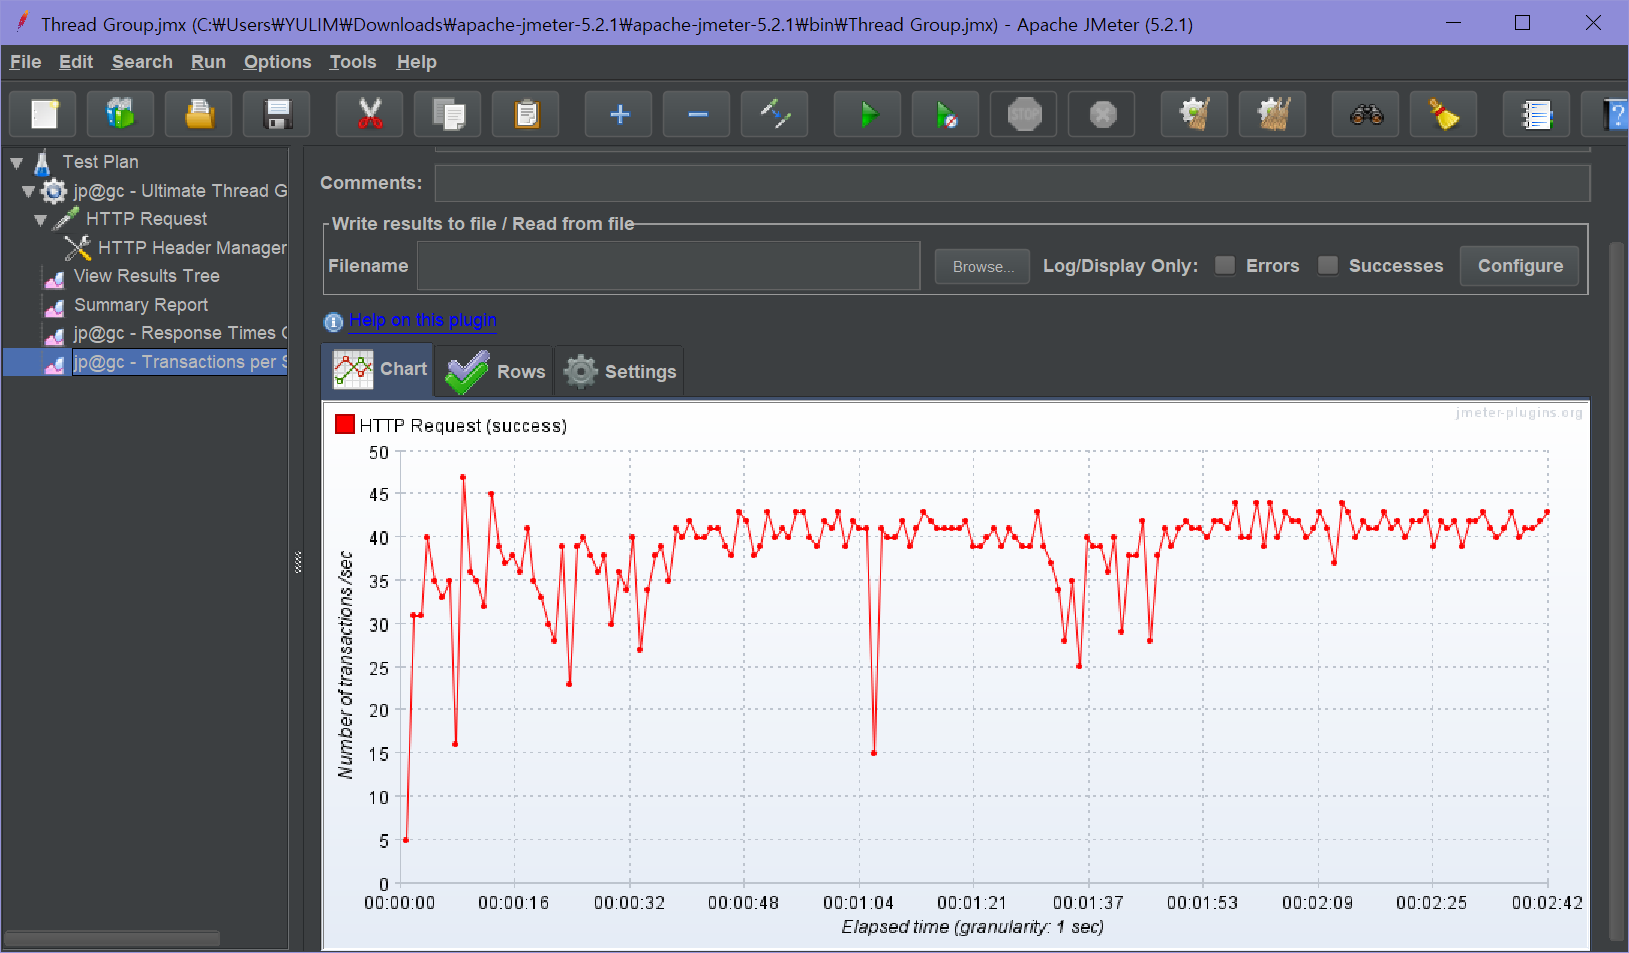 Thread Group.jmx (C:₩Users₩YULIM₩Downloads₩apache-jmeter-5.2.1₩apache-jmeter-5.2.1₩bin₩Thread Group.jmx) - Apache JMeter (5.2.1)
File Edit Search Run Options Tools Help
STOP
?
Test Plan
jp@gc - Ultimate Thread G
HTTP Request
HTTP Header Manager
View Results Tree
Summary Report
jp@gc - Response Times
jp@gc - Transactions per S
Comments:
Write results to file / Read from file
Filename Browse... Log/Display Only: Errors Successes Configure
Help on this plugin
Chart Rows Settings
jmeter-plugins.org
HTTP Request (success)
50
45
40
35
30
25
20
15
10
5
0
Number of transactions /sec
00:00:00 00:00:16 00:00:32 00:00:48 00:01:04 00:01:21 00:01:37 00:01:53 00:02:09 00:02:25 00:02:42
Elapsed time (granularity: 1 sec)